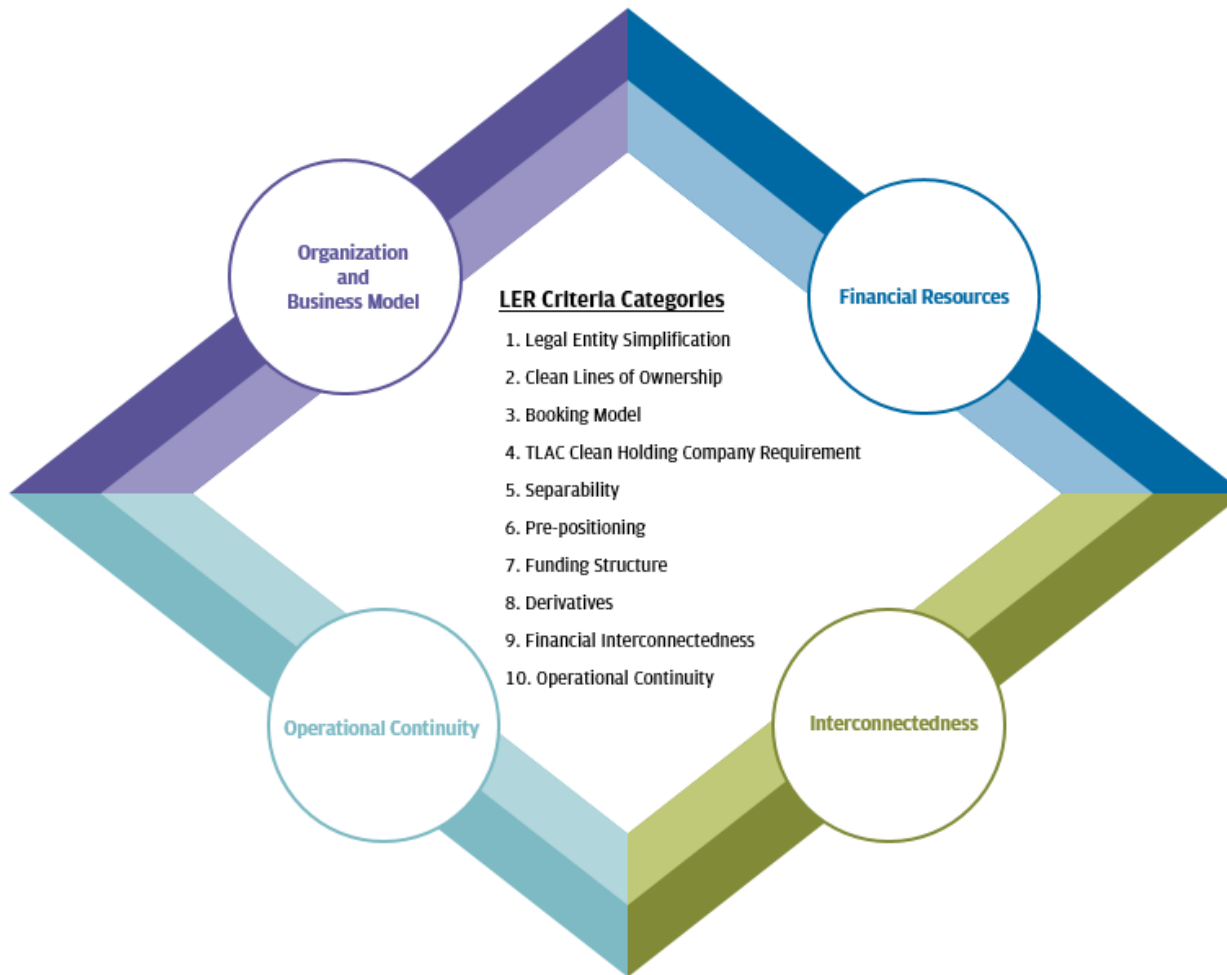 Organization
and
Business Model
Financial Resources
LER Criteria Categories
1. Legal Entity Simplification
2. Clean Lines of Ownership
3. Booking Model
4. TLAC Clean Holding Company Requirement
5. Separability
6. Pre-positioning
7. Funding Structure
8. Derivatives
9. Financial Interconnectedness
10. Operational Continuity
Operational Continuity
Interconnectedness